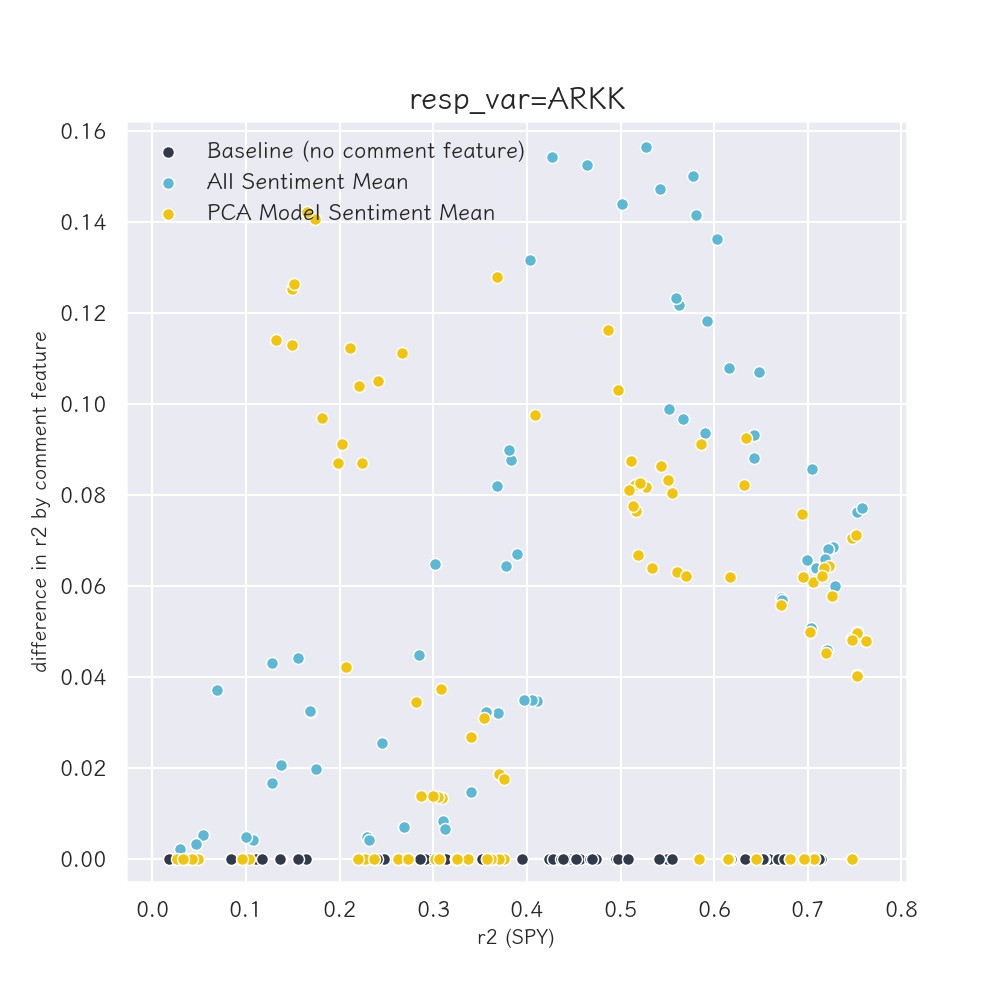 resp_var=ARKK
0.16
Baseline (no comment feature)
All Sentiment Mean
PCA Model Sentiment Mean
0.14
0.12
0.10
0.08
0.06
0.04
0.02
0.00
difference in r2 by comment feature
0.0 0.1 0.2 0.3 0.4 0.5 0.6 0.7 0.8
r2 (SPY)